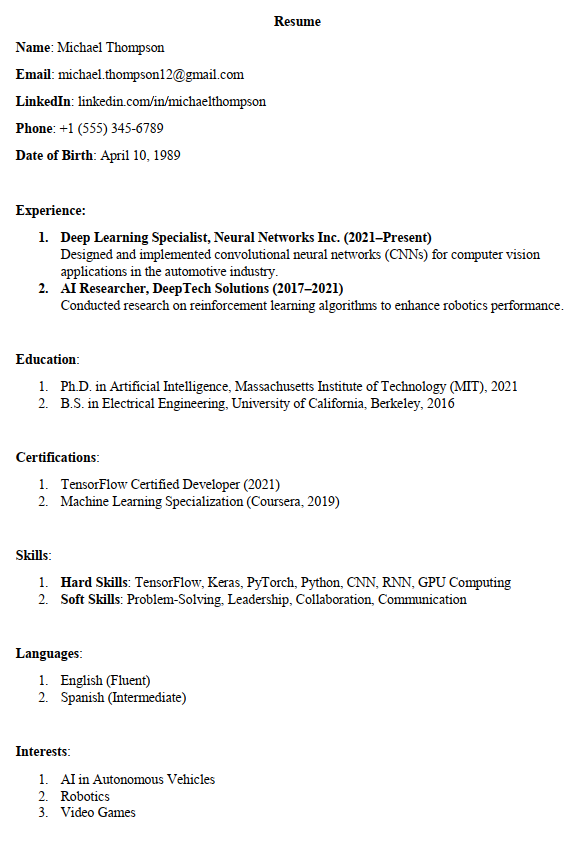 Resume
Name: Michael Thompson
Email: michael.thompson12@gmail.com
LinkedIn: linkedin.com/in/michaelthompson
Phone: +1 (555) 345-6789
Date of Birth: April 10, 1989
Experience:
1. Deep Learning Specialist, Neural Networks Inc. (2021–Present)
Designed and implemented convolutional neural networks (CNNs) for computer vision
applications in the automotive industry.
2. AI Researcher, DeepTech Solutions (2017–2021)
Conducted research on reinforcement learning algorithms to enhance robotics performance.
Education:
1. Ph.D. in Artificial Intelligence, Massachusetts Institute of Technology (MIT), 2021
2. B.S. in Electrical Engineering, University of California, Berkeley, 2016
Certifications:
1. TensorFlow Certified Developer (2021)
2. Machine Learning Specialization (Coursera, 2019)
Skills:
1. Hard Skills: TensorFlow, Keras, PyTorch, Python, CNN, RNN, GPU Computing
2. Soft Skills: Problem-Solving, Leadership, Collaboration, Communication
Languages:
1. English (Fluent)
2. Spanish (Intermediate)
Interests:
1. AI in Autonomous Vehicles
2. Robotics
3. Video Games